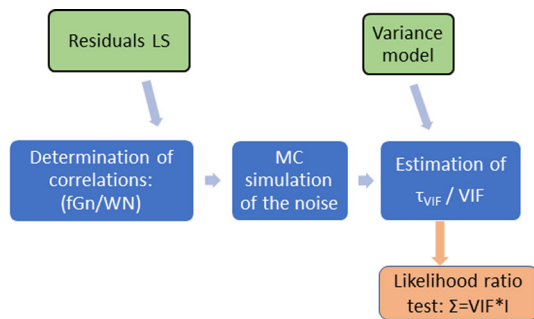 Residuals LS
Variance
model
Determination of
correlations:
(fGn/WN)
MC
simulation
of the noise
Estimation of
τVIF / VIF
Likelihood ratio
test: Σ=VIF*I